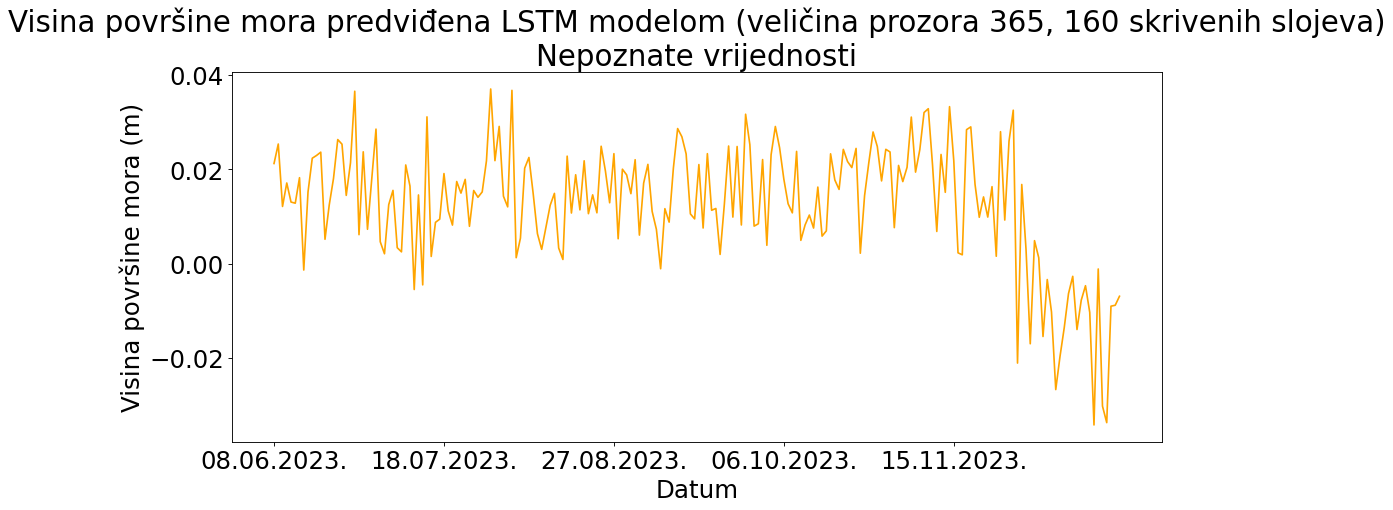 Visina površine mora predviđena LSTM modelom (veličina prozora 365, 160 skrivenih slojeva)
Nepoznate vrijednosti
Visina površine mora (m)
0.04
0.02
0.00
−0.02
08.06.2023. 18.07.2023. 27.08.2023. 06.10.2023. 15.11.2023.
Datum